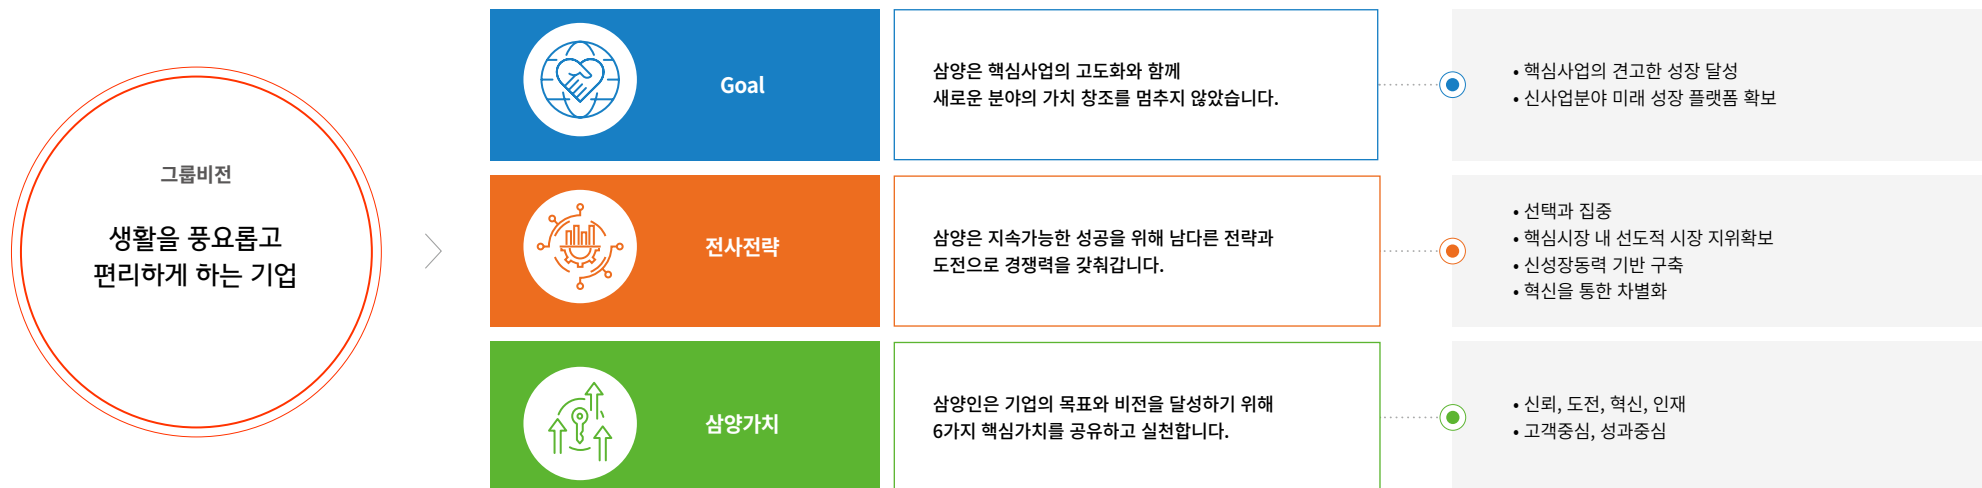 그룹비전
생활을 풍요롭고
편리하게 하는 기업
Goal
삼양은 핵심사업의 고도화와 함께
새로운 분야의 가치 창조를 멈추지 않았습니다.
• 핵심사업의 견고한 성장 달성
• 신사업분야 미래 성장 플랫폼 확보
전사전략
삼양은 지속가능한 성공을 위해 남다른 전략과
도전으로 경쟁력을 갖춰갑니다.
• 선택과 집중
• 핵심시장 내 선도적 시장 지위확보
• 신성장동력 기반 구축
• 혁신을 통한 차별화
삼양가치
삼양인은 기업의 목표와 비전을 달성하기 위해
6가지 핵심가치를 공유하고 실천합니다.
• 신뢰, 도전, 혁신, 인재
• 고객중심, 성과중심